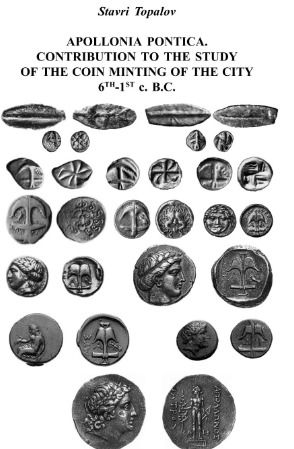 Stavri Topalov
APOLLONIA PONTICA.
CONTRIBUTION TO THE STUDY
OF THE COIN MINTING OF THE CITY
6TH-1ST c. B.C.